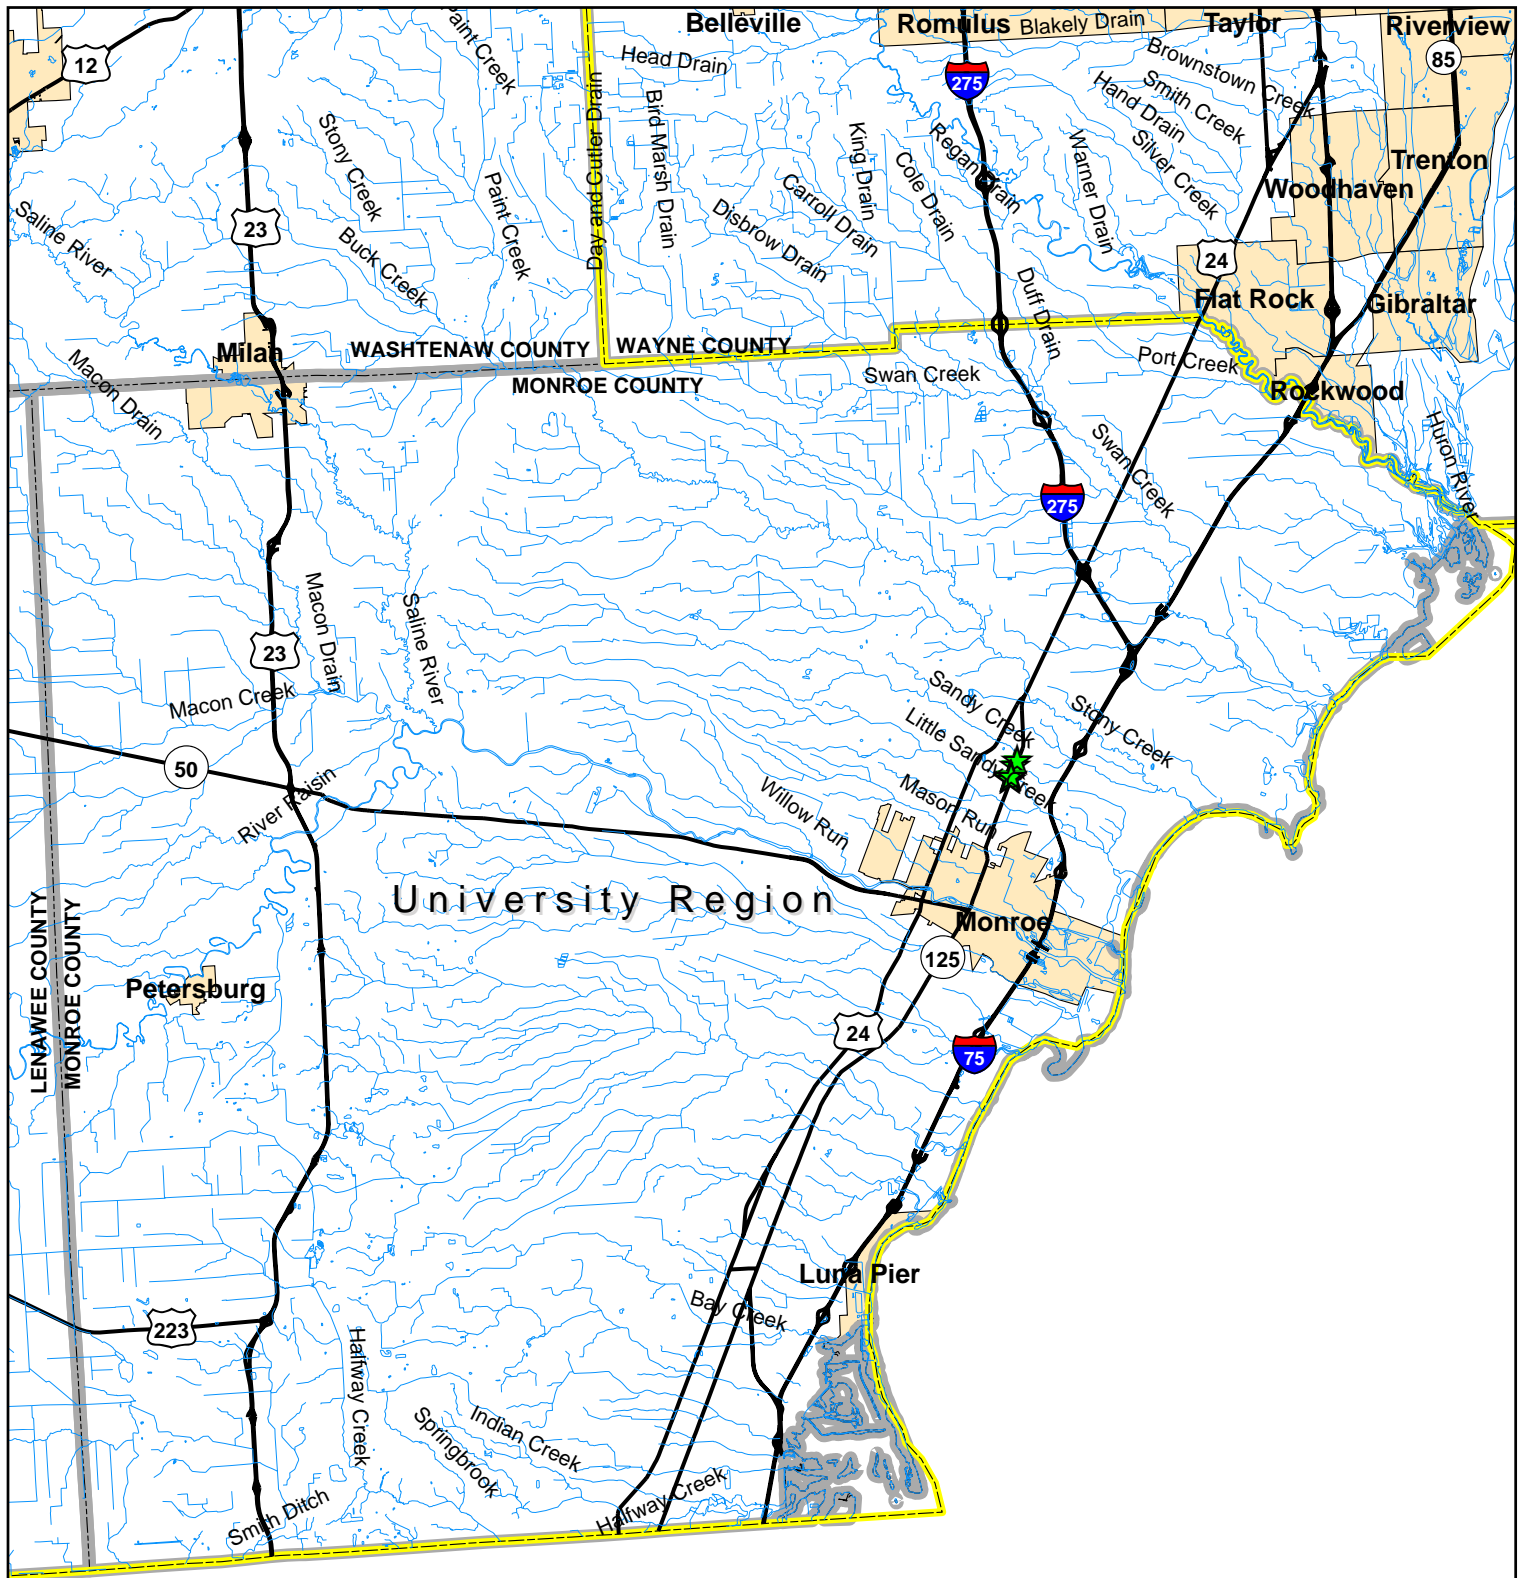 Belleville
Romulus
Blakely Drain
Taylor
Riverview
12
Paint Creek
Head Drain
275
Brownstown Creek
85
Smith Creek
Hand Drain
Day and Cutler Drain
Bird Marsh Drain
Stony Creek
King Drain
Regan Drain
Warner Drain
Silver Creek
Trenton
Woodhaven
Cole Drain
Carroll Drain
Paint Creek
Disbrow Drain
Saline River
23
Buck Creek
24
Duff Drain
Flat Rock
Gibraltar
Milan
WASHTENAW COUNTY
WAYNE COUNTY
MONROE COUNTY
Swan Creek
Port Creek
Rockwood
Macon Drain
Swan Creek
Huron River
275
Macon Drain
Saline River
23
Macon Creek
Sandy Creek
Stony Creek
Little Sandy Creek
50
River Raisin
Willow Run
Mason Run
University Region
Monroe
LENAWEE COUNTY
MONROE COUNTY
125
Petersburg
24
75
Luna Pier
Bay Creek
223
Halfway Creek
Indian Creek
Springbrook
Halfway Creek
Smith Ditch